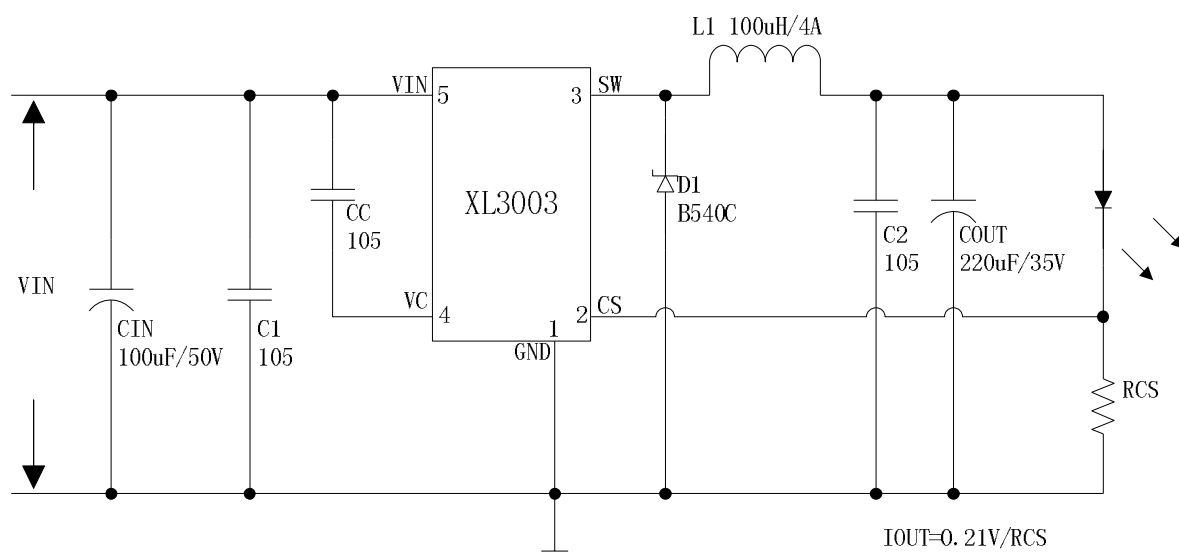 L1 100uH/4A
VIN
5
3
SW
XL3003
CC
105
D1
B540C
VIN
VC
4
2
CS
1
GND
CIN
100uF/50V
C1
105
C2
105
COUT
220uF/35V
RCS
IOUT=0.21V/RCS